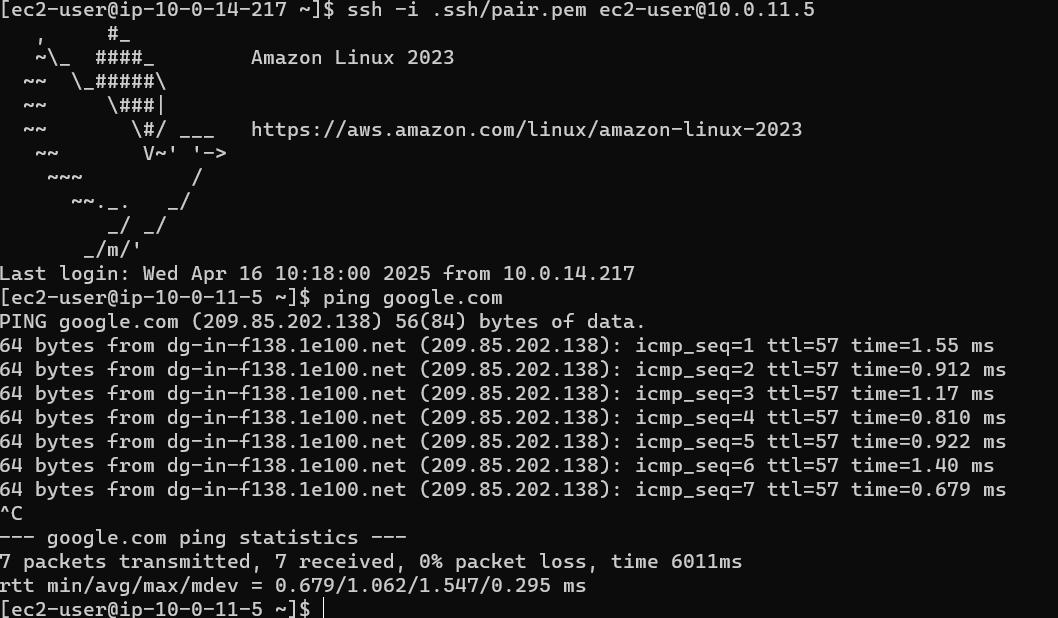 [ec2-user@ip-10-0-14-217 ~]$ ssh -i .ssh/pair.pem ec2-user@10.0.11.5
   ,     #_
   ~\_  ####_        Amazon Linux 2023
  ~~  \_#####\
  ~~     \###|
  ~~       \#/ ___   https://aws.amazon.com/linux/amazon-linux-2023
   ~~       V~' '->
    ~~~         /
      ~~._.   _/
         _/ _/
       _/m/'
Last login: Wed Apr 16 10:18:00 2025 from 10.0.14.217
[ec2-user@ip-10-0-11-5 ~]$ ping google.com
PING google.com (209.85.202.138) 56(84) bytes of data.
64 bytes from dg-in-f138.1e100.net (209.85.202.138): icmp_seq=1 ttl=57 time=1.55 ms
64 bytes from dg-in-f138.1e100.net (209.85.202.138): icmp_seq=2 ttl=57 time=0.912 ms
64 bytes from dg-in-f138.1e100.net (209.85.202.138): icmp_seq=3 ttl=57 time=1.17 ms
64 bytes from dg-in-f138.1e100.net (209.85.202.138): icmp_seq=4 ttl=57 time=0.810 ms
64 bytes from dg-in-f138.1e100.net (209.85.202.138): icmp_seq=5 ttl=57 time=0.922 ms
64 bytes from dg-in-f138.1e100.net (209.85.202.138): icmp_seq=6 ttl=57 time=1.40 ms
64 bytes from dg-in-f138.1e100.net (209.85.202.138): icmp_seq=7 ttl=57 time=0.679 ms
^C
--- google.com ping statistics ---
7 packets transmitted, 7 received, 0% packet loss, time 6011ms
rtt min/avg/max/mdev = 0.679/1.062/1.547/0.295 ms
[ec2-user@ip-10-0-11-5 ~]$